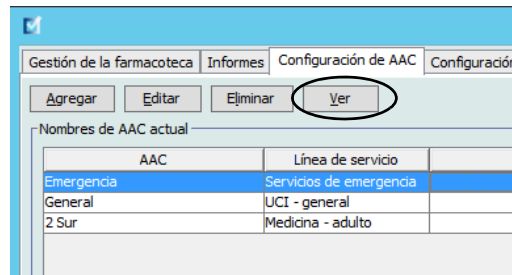 Gestión de la farmacoteca Informes Configuración de AAC Configuración
Agregar Editar Eliminar Ver
Nombres de AAC actual
AAC Línea de servicio
Emergencia Servicios de emergencia
General UCI - general
2 Sur Medicina - adulto